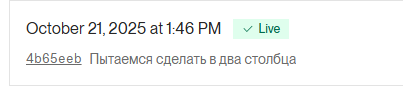 October 21, 2025 at 1:46 PM ✓ Live
4b65eeb Пытаемся сделать в два столбца